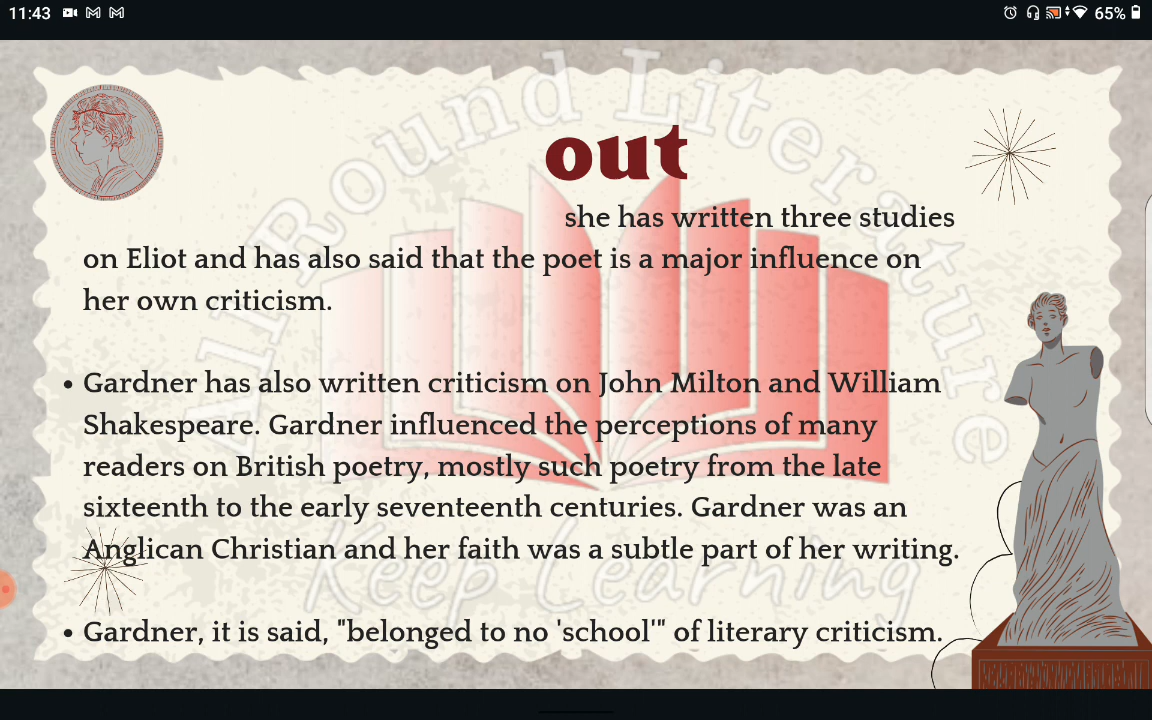 11:43
65%
All Round Literature
out
she has written three studies
on Eliot and has also said that the poet is a major influence on
her own criticism.
• Gardner has also written criticism on John Milton and William
Shakespeare. Gardner influenced the perceptions of many
readers on British poetry, mostly such poetry from the late
sixteenth to the early seventeenth centuries. Gardner was an
Anglican Christian and her faith was a subtle part of her writing.
Keep Learning
• Gardner, it is said, "belonged to no 'school'" of literary criticism.